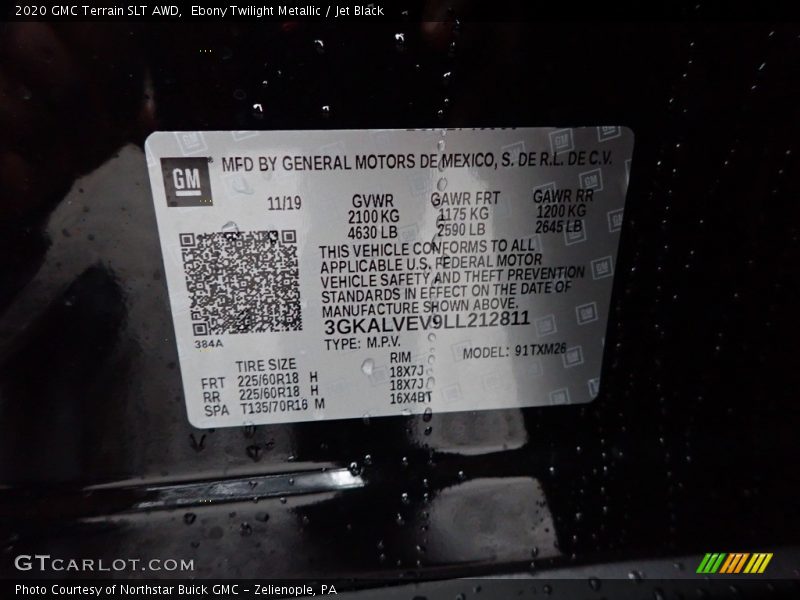 2020 GMC Terrain SLT AWD, Ebony Twilight Metallic / Jet Black
GM MFD BY GENERAL MOTORS DE MEXICO, S. DE R.L. DE C.V.
11/19 GVWR GAWR FRT GAWR RR
2100 KG 1175 KG 1200 KG
4630 LB 2590 LB 2645 LB
THIS VEHICLE CONFORMS TO ALL
APPLICABLE U.S. FEDERAL MOTOR
VEHICLE SAFETY AND THEFT PREVENTION
STANDARDS IN EFFECT ON THE DATE OF
MANUFACTURE SHOWN ABOVE.
3GKALVEV9LL212811
384A
TYPE: M.P.V. MODEL: 91TXM26
TIRE SIZE RIM
FRT 225/60R18 H 18X7J
RR 225/60R18 H 18X7J
SPA T135/70R16 M 16X4BT
GTCARLOT.COM
Photo Courtesy of Northstar Buick GMC – Zelienople, PA